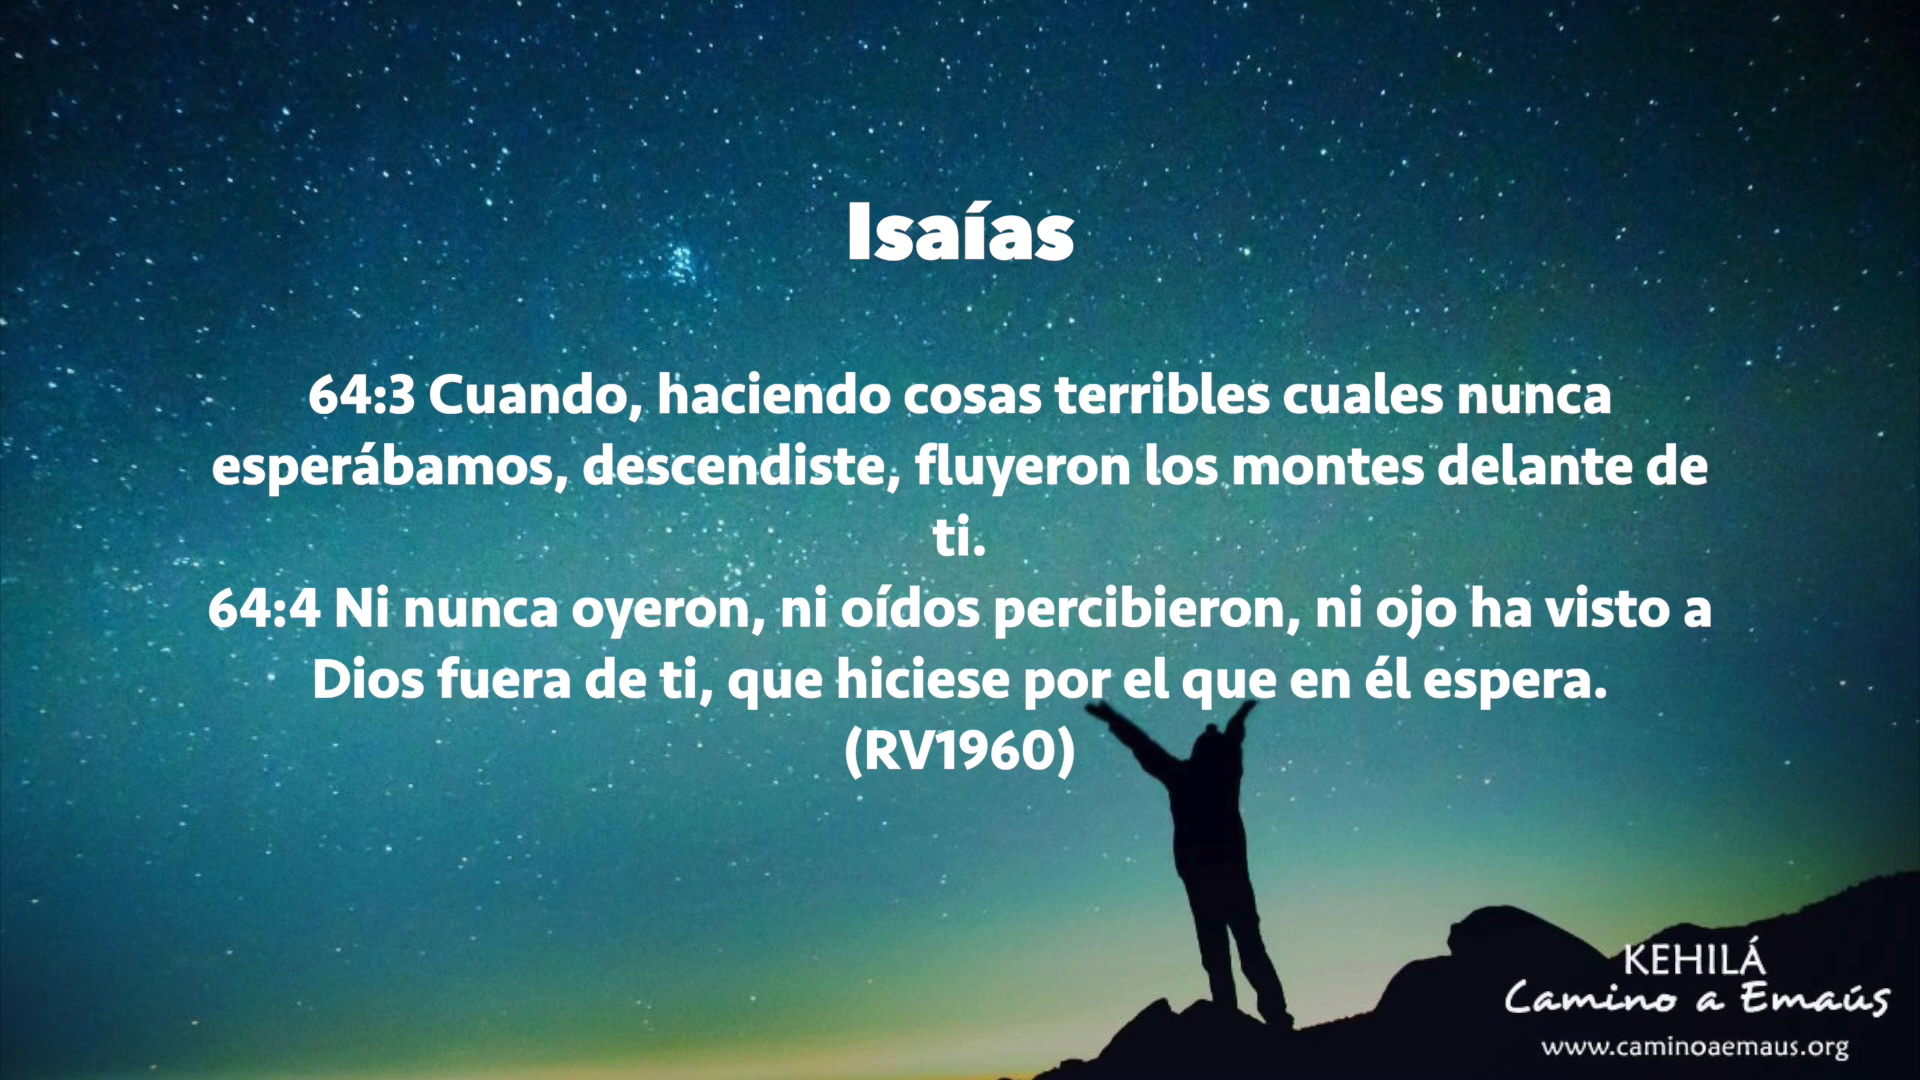 Isaías
64:3 Cuando, haciendo cosas terribles cuales nunca
esperábamos, descendiste, fluyeron los montes delante de
ti.
64:4 Ni nunca oyeron, ni oídos percibieron, ni ojo ha visto a
Dios fuera de ti, que hiciese por el que en él espera.
(RV1960)
KEHILÁ
Camino a Emaús
www.caminoaemaus.org